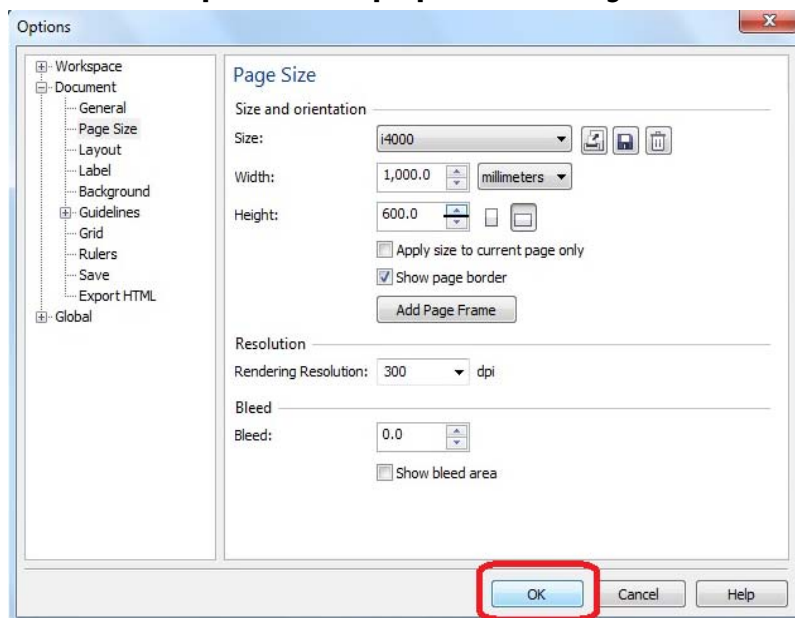 Options
Workspace
Document
General
Page Size
Layout
Label
Background
Guidelines
Grid
Rulers
Save
Export HTML
Global
Page Size
Size and orientation
Size: i4000
Width: 1,000.0 millimeters
Height: 600.0
Apply size to current page only
Show page border
Add Page Frame
Resolution
Rendering Resolution: 300 dpi
Bleed
Bleed: 0.0
Show bleed area
OK Cancel Help